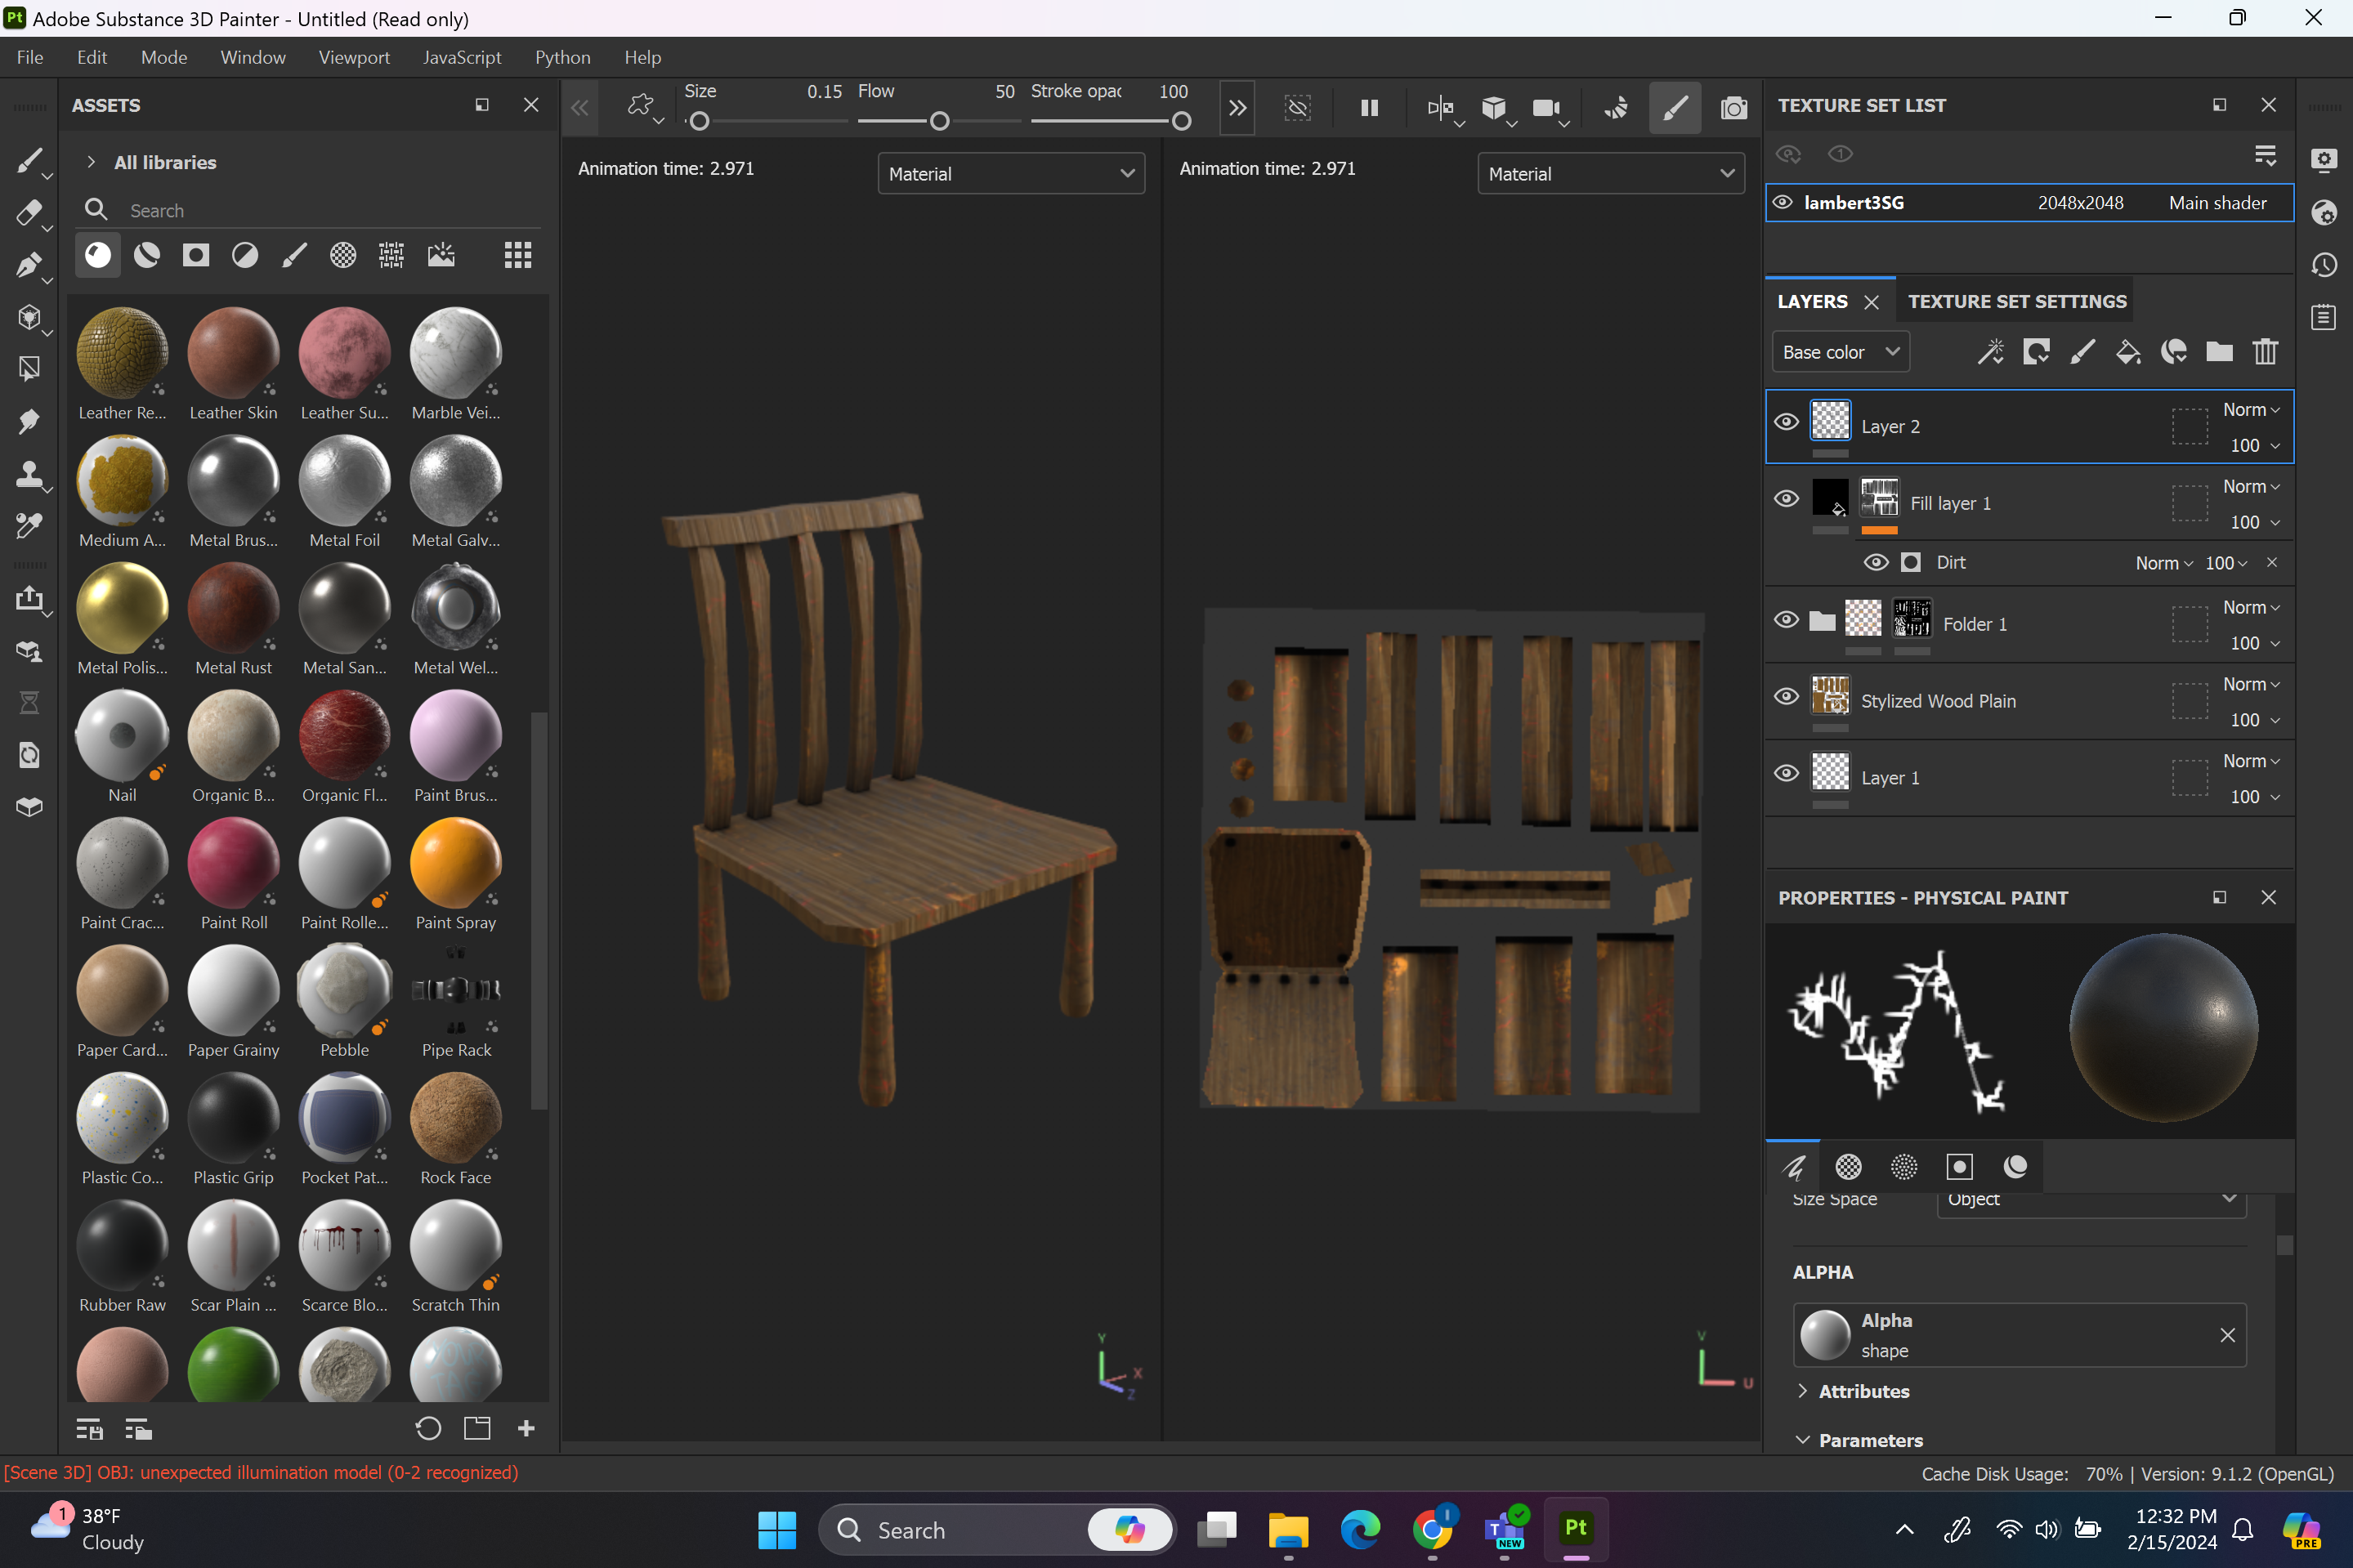 Pt Adobe Substance 3D Painter - Untitled (Read only)
File Edit Mode Window Viewport JavaScript Python Help
ASSETS
All libraries
Search
Leather Re... Leather Skin Leather Su... Marble Vei...
Medium A... Metal Brus... Metal Foil Metal Galv...
Metal Polis... Metal Rust Metal San... Metal Wel...
Nail Organic B... Organic Fl... Paint Brus...
Paint Crac... Paint Roll Paint Rolle... Paint Spray
Paper Card... Paper Grainy Pebble Pipe Rack
Plastic Co... Plastic Grip Pocket Pat... Rock Face
Rubber Raw Scar Plain ... Scarce Blo... Scratch Thin
Size 0.15 Flow 50 Stroke opac 100
Animation time: 2.971 Material
Animation time: 2.971 Material
Y
X
Z
V
U
TEXTURE SET LIST
1
lambert3SG 2048x2048 Main shader
LAYERS TEXTURE SET SETTINGS
Base color
Layer 2 Norm
100
Fill layer 1 Norm
100
Dirt Norm 100
Folder 1 Norm
100
Stylized Wood Plain Norm
100
Layer 1 Norm
100
PROPERTIES - PHYSICAL PAINT
Size Space Object
ALPHA
Alpha
shape
Attributes
Parameters
[Scene 3D] OBJ: unexpected illumination model (0-2 recognized)
Cache Disk Usage: 70% | Version: 9.1.2 (OpenGL)
1
38°F
Cloudy
Search
T
NEW
Pt
12:32 PM
2/15/2024
PRE